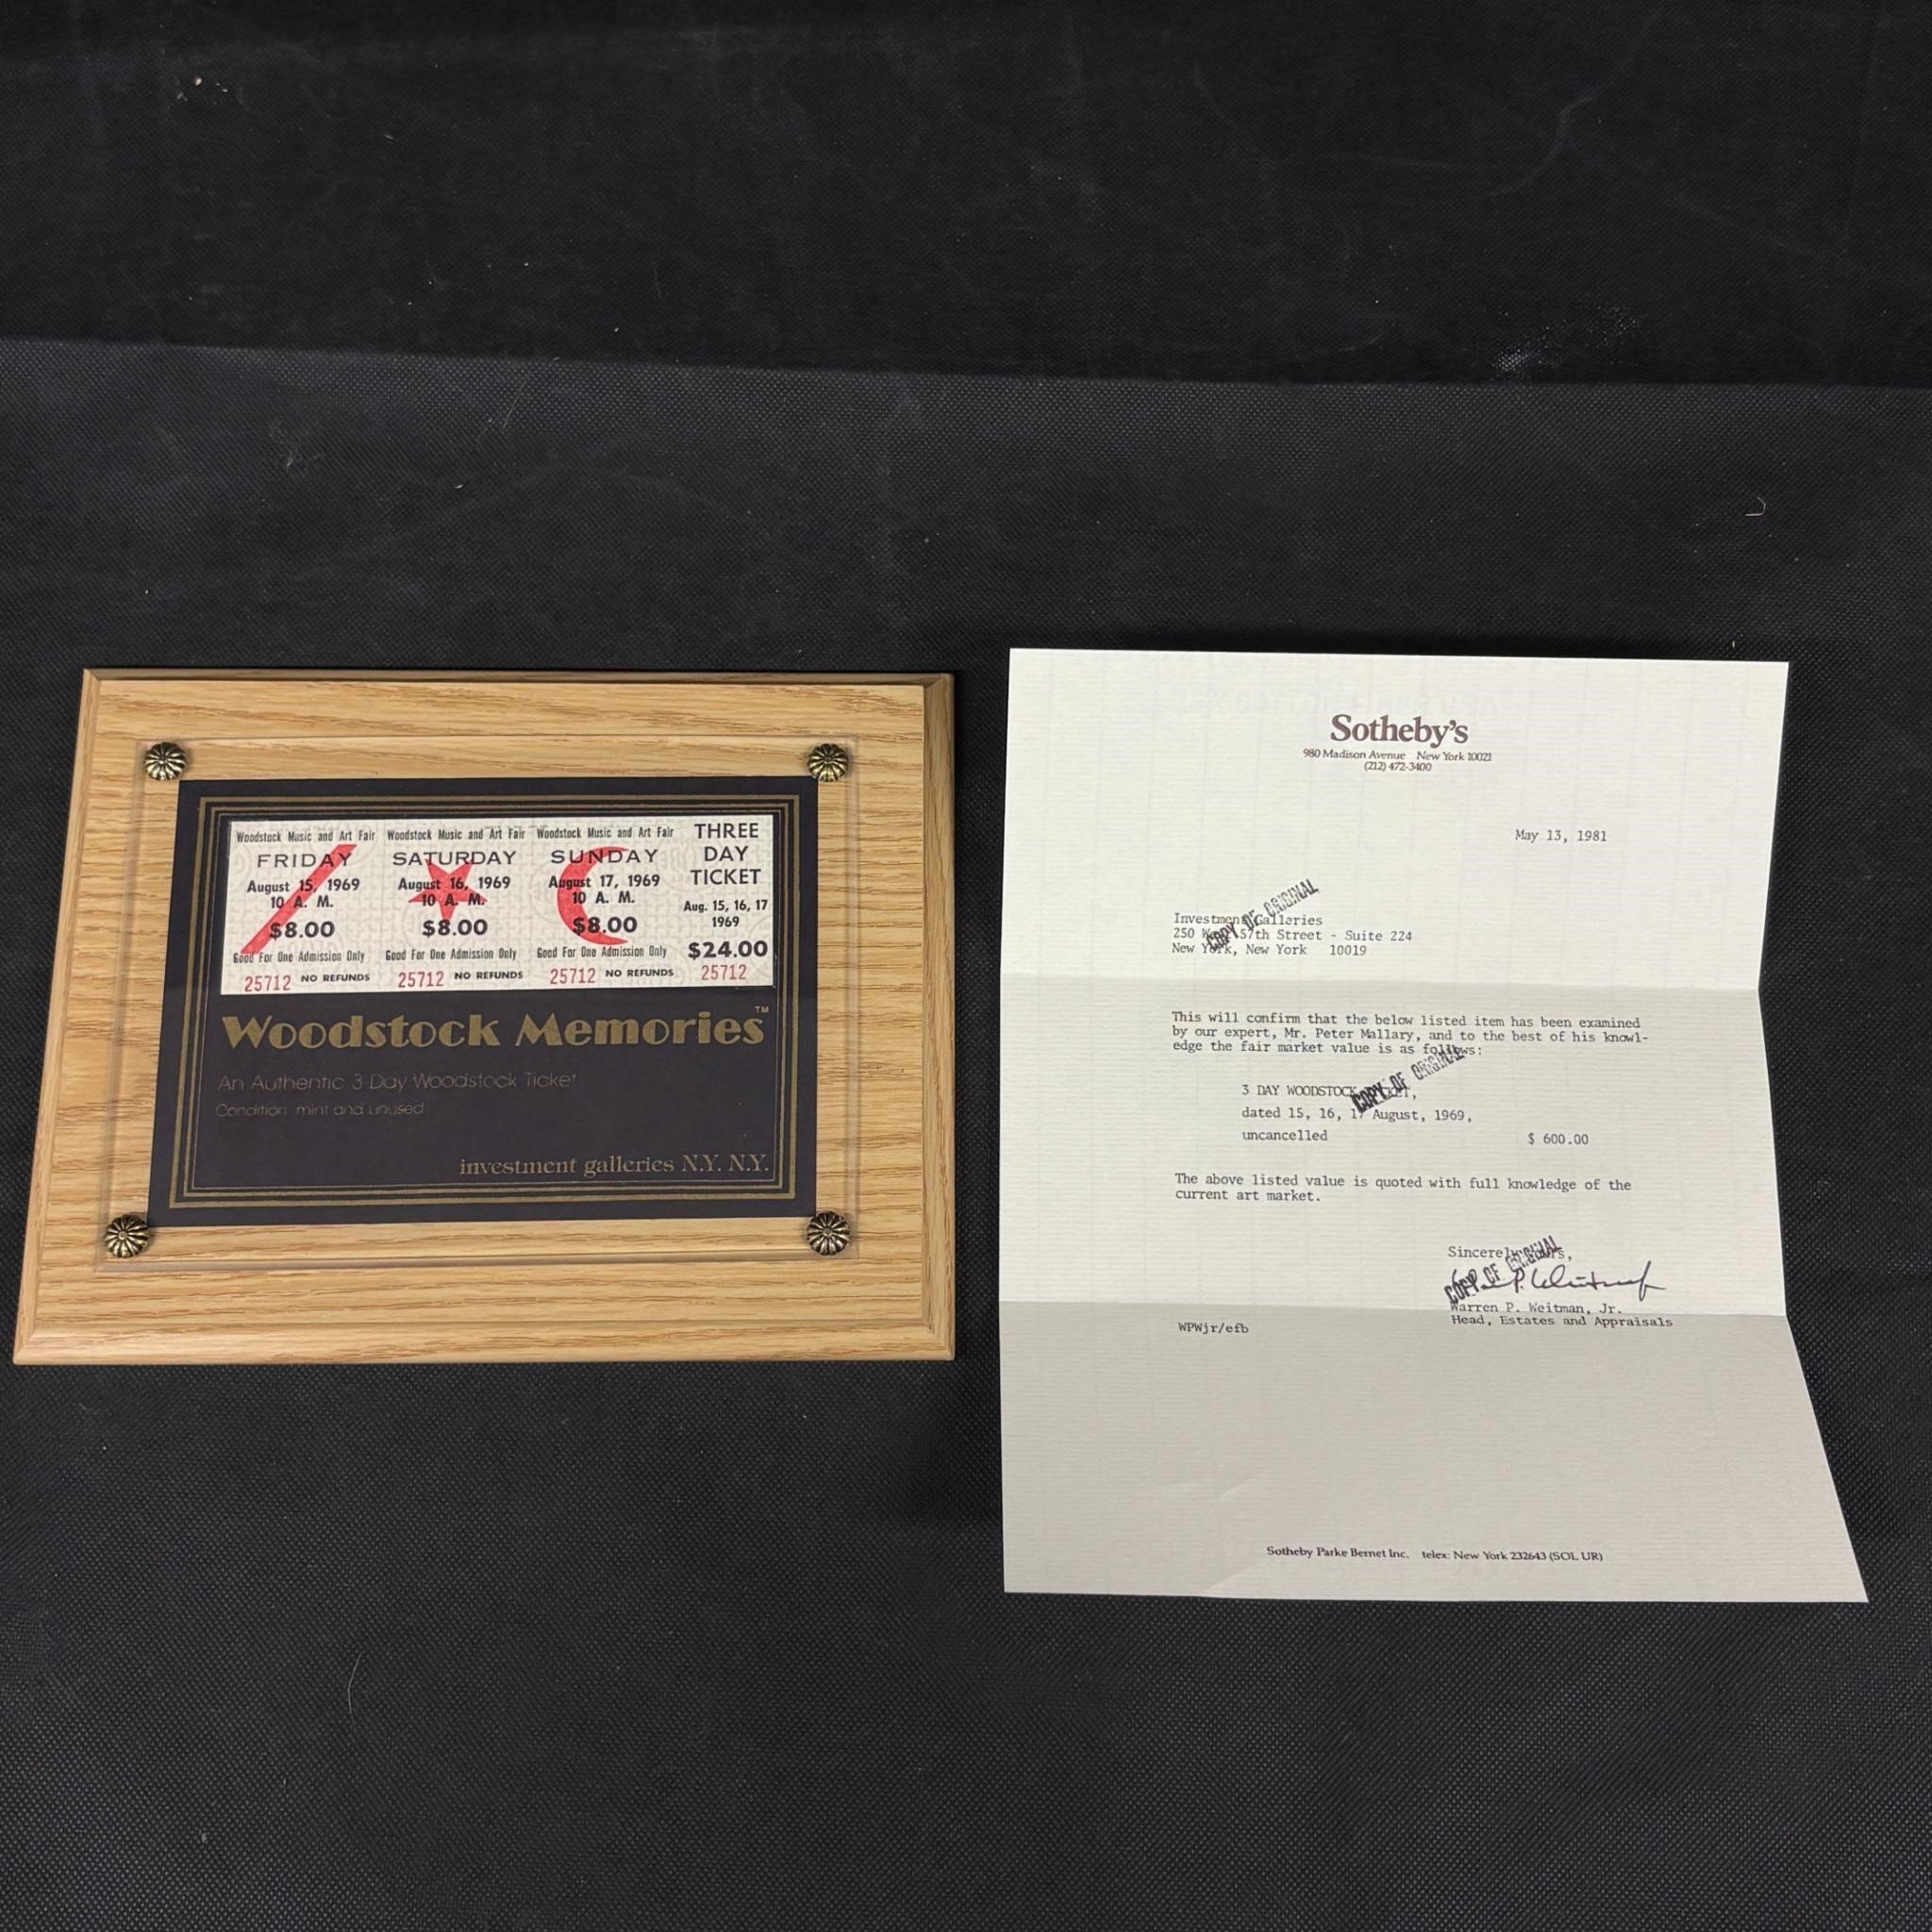 Woodstock Music and Art Fair
FRIDAY
August 15, 1969
10 A. M.
$8.00
Good For One Admission Only
25712 NO REFUNDS
Woodstock Music and Art Fair
SATURDAY
August 16, 1969
10 A. M.
$8.00
Good For One Admission Only
25712 NO REFUNDS
Woodstock Music and Art Fair
SUNDAY
August 17, 1969
10 A. M.
$8.00
Good For One Admission Only
25712 NO REFUNDS
THREE
DAY
TICKET
Aug. 15, 16, 17
1969
$24.00
25712
Woodstock Memories™
An Authentic 3-Day Woodstock Ticket
Condition: mint and unused
investment galleries N.Y. N.Y.
Sotheby's
980 Madison Avenue New York 10021
(212) 472-3400
May 13, 1981
COPY OF ORIGINAL
Investment Galleries
250 57th Street - Suite 224
New York, New York 10019
This will confirm that the below listed item has been examined
by our expert, Mr. Peter Mallary, and to the best of his knowl-
edge the fair market value is as follows:
COPY OF ORIGINAL
3 DAY WOODSTOCK
dated 15, 16, 17 August, 1969,
uncancelled $ 600.00
The above listed value is quoted with full knowledge of the
current art market.
Sincerely yours,
COPY OF ORIGINAL
Warren P. Weitman, Jr.
Head, Estates and Appraisals
WPWjr/efb
Sotheby Parke Bernet Inc. telex: New York 232643 (SOL UR)